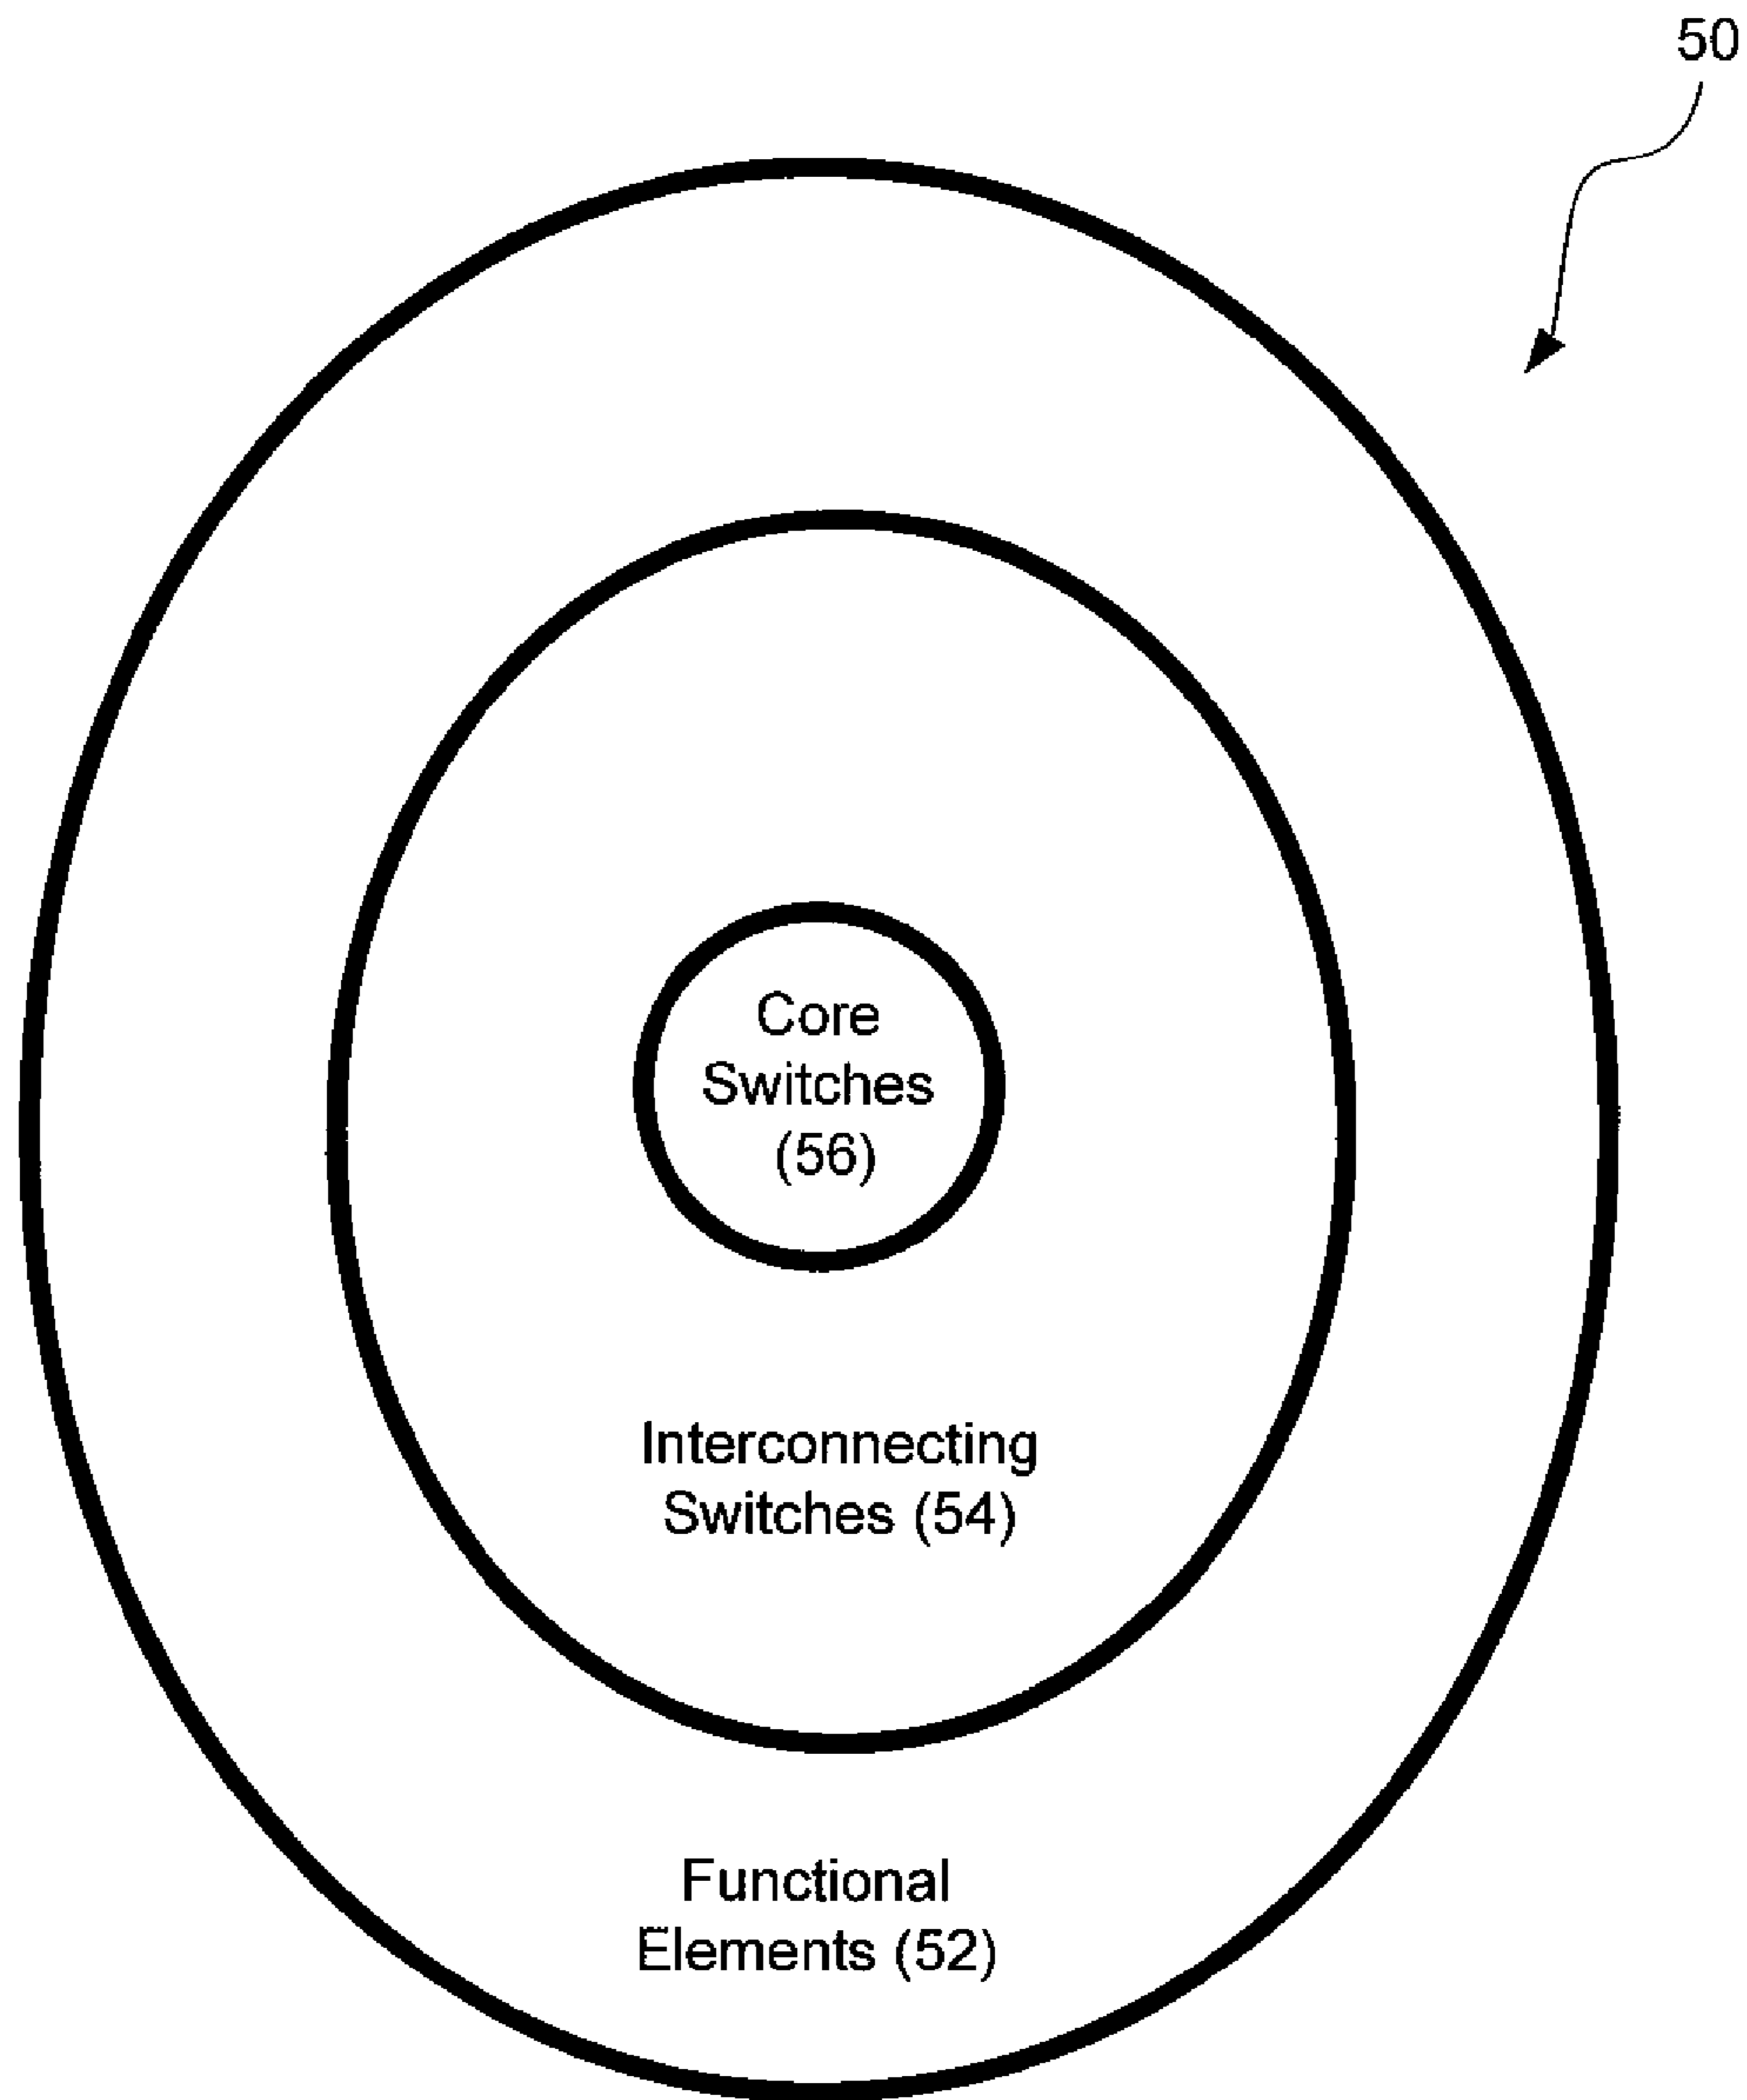 50
Core
Switches
(56)
Interconnecting
Switches (54)
Functional
Elements (52)